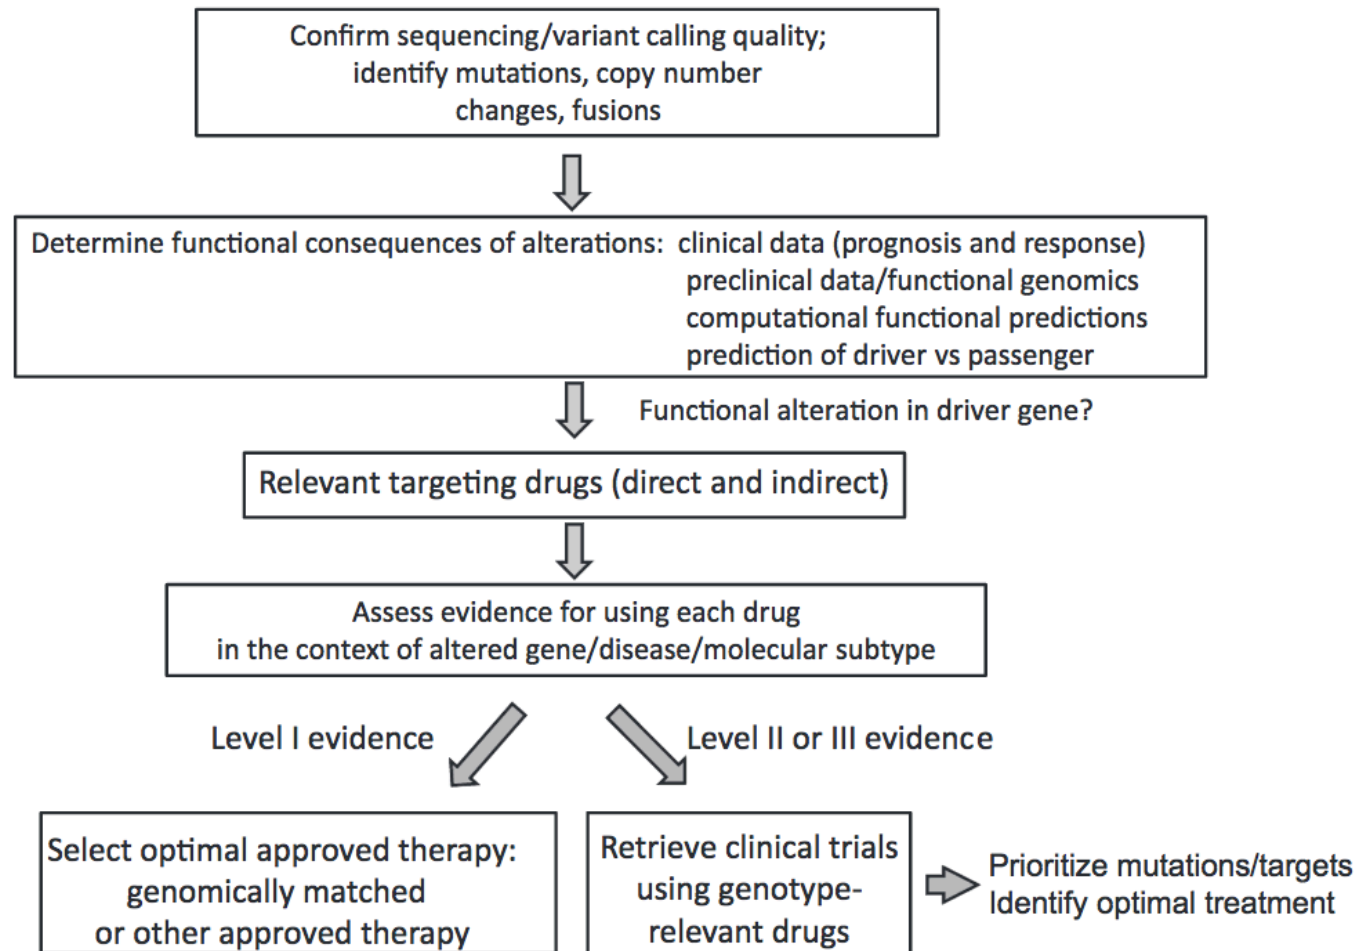 Confirm sequencing/variant calling quality;
identify mutations, copy number
changes, fusions
Determine functional consequences of alterations: clinical data (prognosis and response)
preclinical data/functional genomics
computational functional predictions
prediction of driver vs passenger
Functional alteration in driver gene?
Relevant targeting drugs (direct and indirect)
Assess evidence for using each drug
in the context of altered gene/disease/molecular subtype
Level I evidence
Level II or III evidence
Select optimal approved therapy:
genomically matched
or other approved therapy
Retrieve clinical trials
using genotype-
relevant drugs
Prioritize mutations/targets
Identify optimal treatment